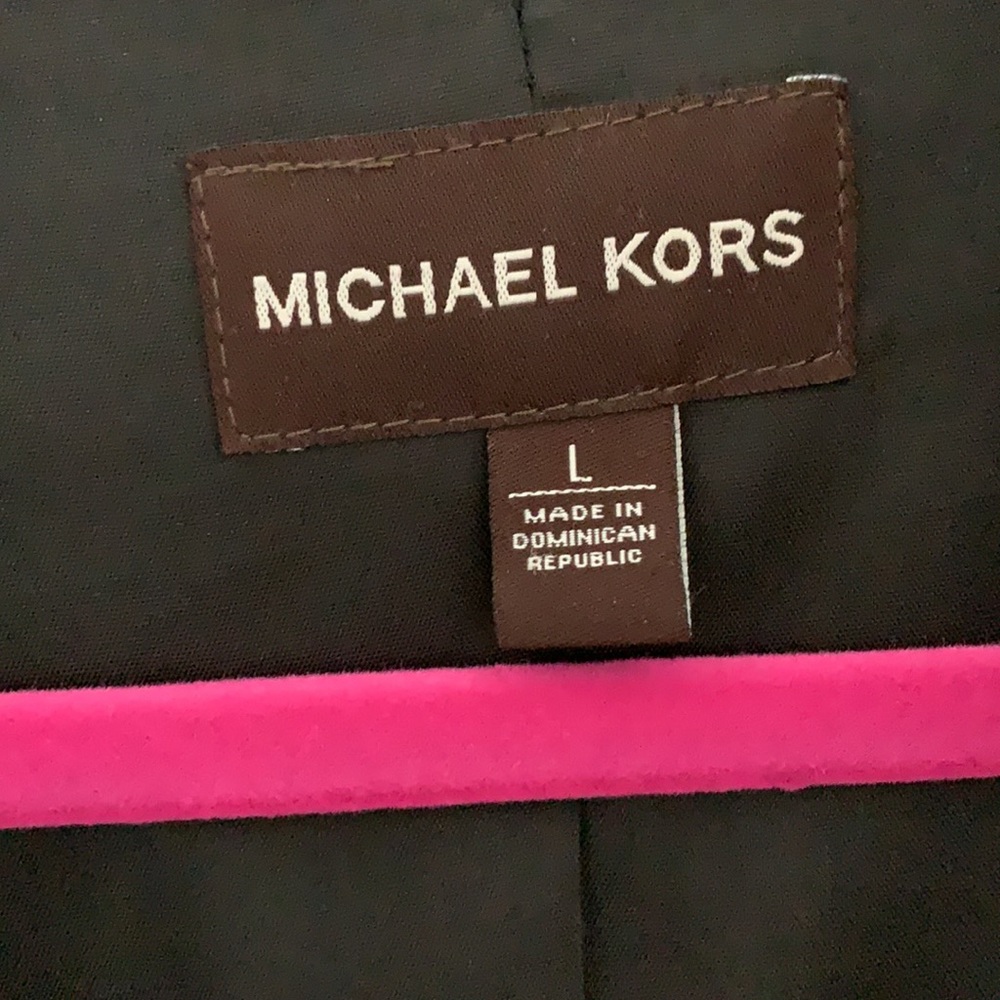 MICHAEL KORS
L
MADE IN
DOMINICAN
REPUBLIC